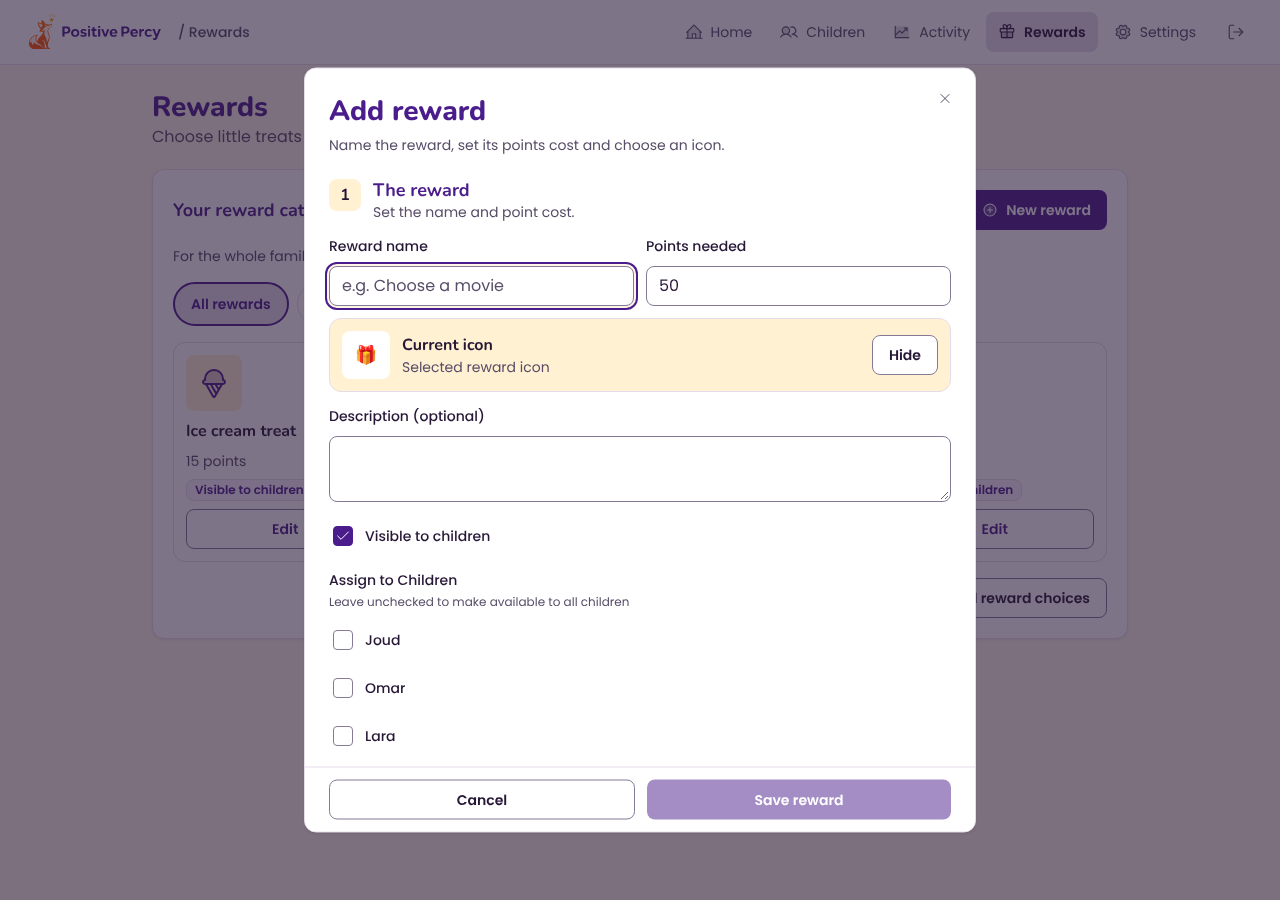 Positive Percy
/ Rewards
Home
Children
Activity
Rewards
Settings
Rewards
Choose little treats
Your reward cat
New reward
For the whole famil
All rewards
Ice cream treat
15 points
Visible to children
Edit
ildren
Edit
reward choices
Add reward
Name the reward, set its points cost and choose an icon.
1
The reward
Set the name and point cost.
Reward name
Points needed
e.g. Choose a movie
50
Current icon
Selected reward icon
Hide
Description (optional)
Visible to children
Assign to Children
Leave unchecked to make available to all children
Joud
Omar
Lara
Cancel
Save reward